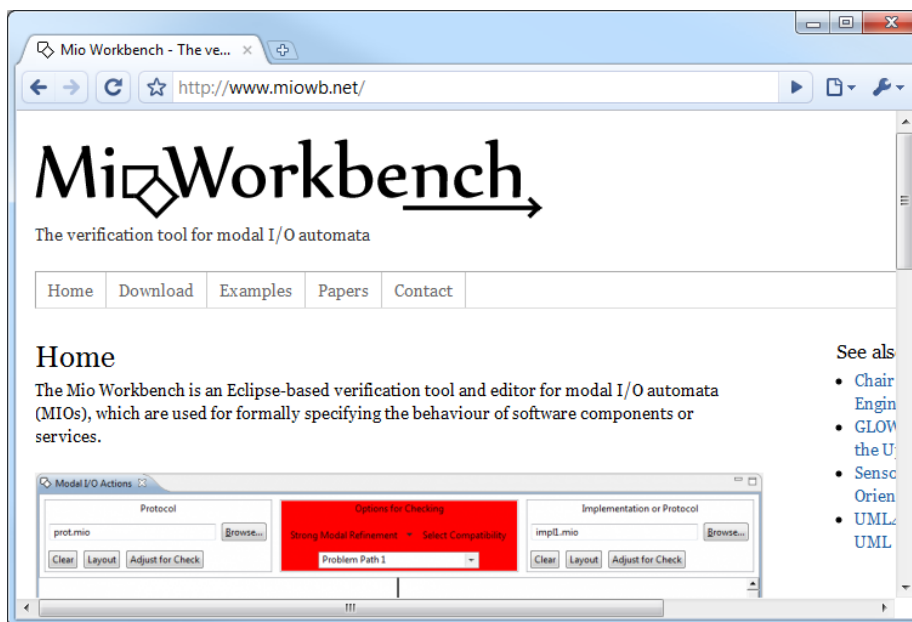 Mio Workbench - The ve...
http://www.miowb.net/
MioWorkbench
The verification tool for modal I/O automata
Home Download Examples Papers Contact
Home
The Mio Workbench is an Eclipse-based verification tool and editor for modal I/O automata
(MIOs), which are used for formally specifying the behaviour of software components or
services.
See als
Chair
Engin
GLOW
the U
Senso
Orien
UML
UML
Modal I/O Actions
Protocol
prot.mio Browse...
Clear Layout Adjust for Check
Options for Checking
Strong Modal Refinement Select Compatibility
Problem Path 1
Implementation or Protocol
impl1.mio Browse...
Clear Layout Adjust for Check